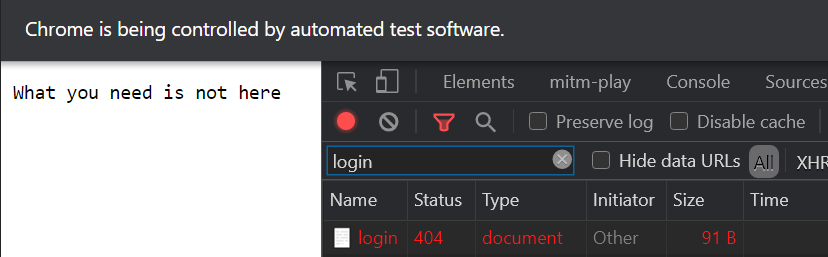 Chrome is being controlled by automated test software.
What you need is not here
Elements mitm-play Console Sources
Preserve log Disable cache
login Hide data URLs All XHR
Name Status Type Initiator Size Time
login 404 document Other 91 B